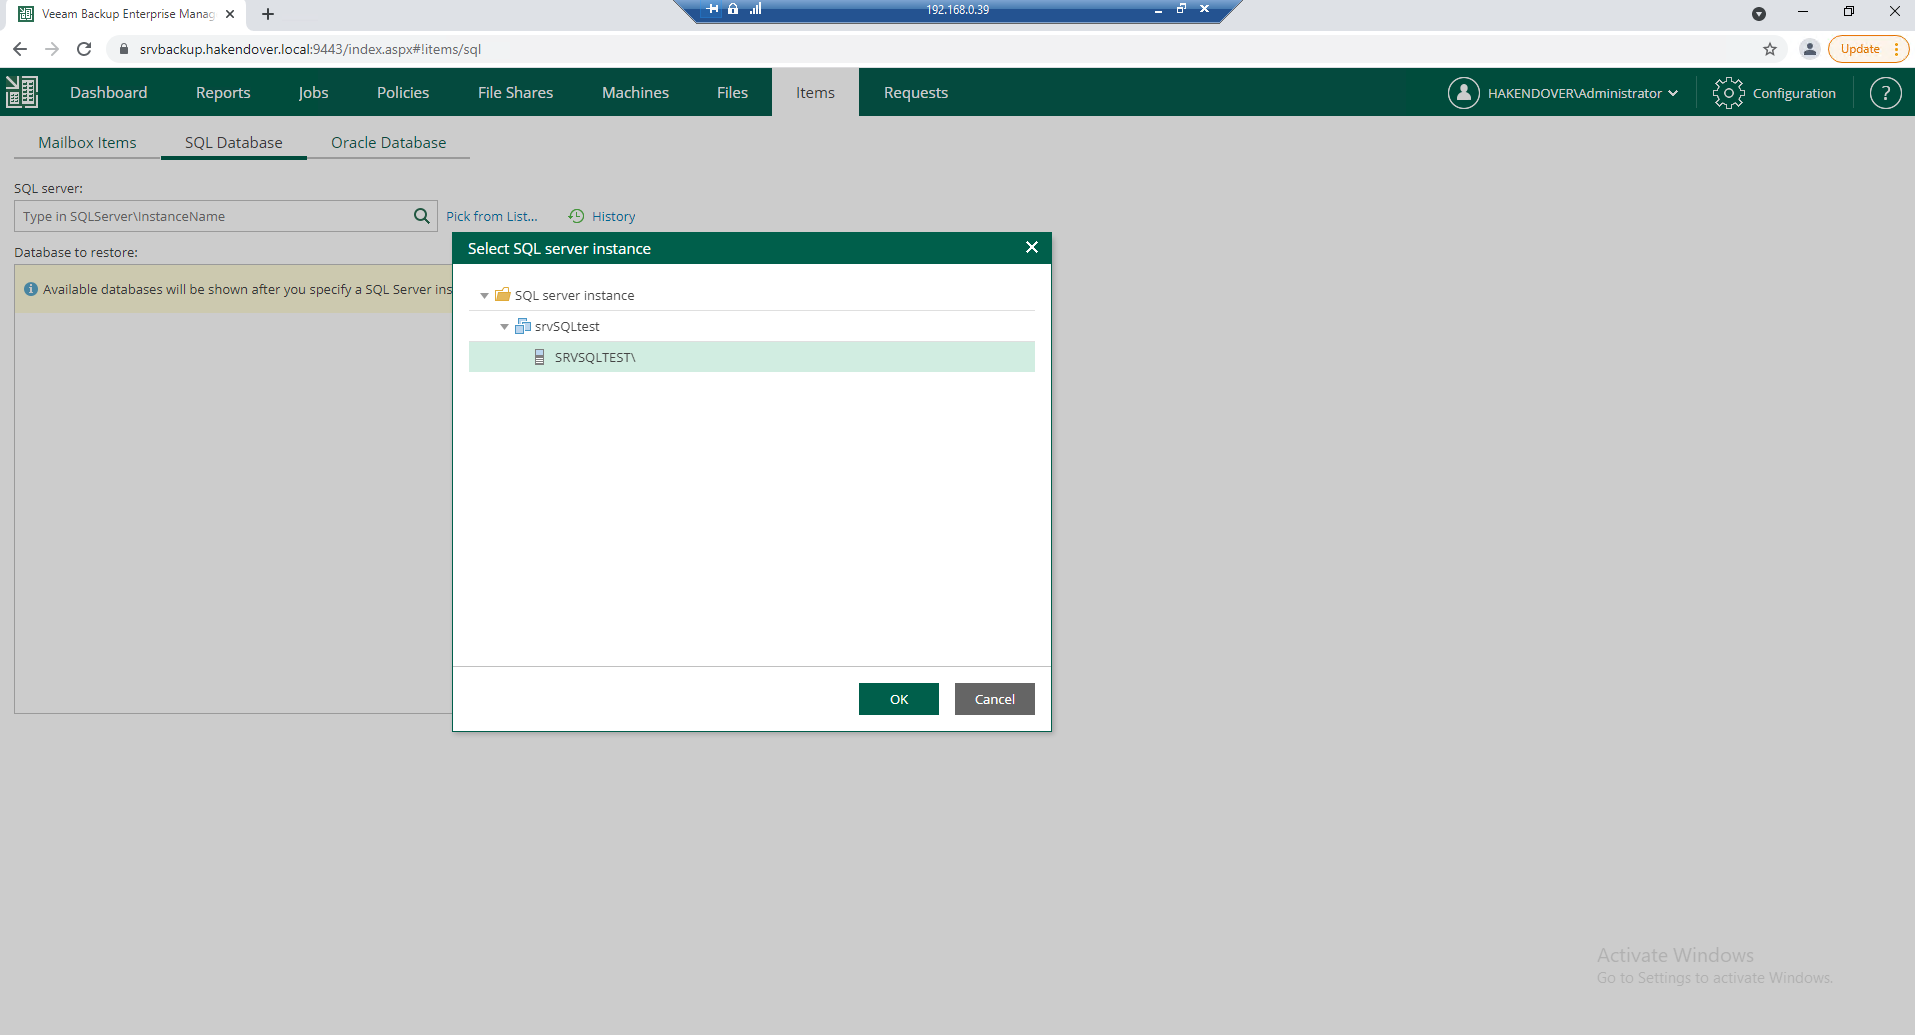 Veeam Backup Enterprise Manag
192.168.0.39
srvbackup.hakendover.local:9443/index.aspx#!items/sql
Update
Dashboard Reports Jobs Policies File Shares Machines Files Items Requests HAKENDOVER\Administrator Configuration ?
Mailbox Items SQL Database Oracle Database
SQL server:
Type in SQLServer\InstanceName Pick from List... History
Database to restore:
Available databases will be shown after you specify a SQL Server ins
Select SQL server instance
SQL server instance
srvSQLtest
SRVSQLTEST\
OK Cancel
Activate Windows
Go to Settings to activate Windows.